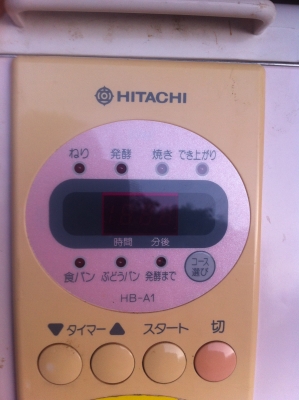 HITACHI
ねり 発酵 焼き でき上がり
時間 分後
食パン ぶどうパン 発酵まで
コース
選び
HB-A1
▼タイマー▲ スタート 切